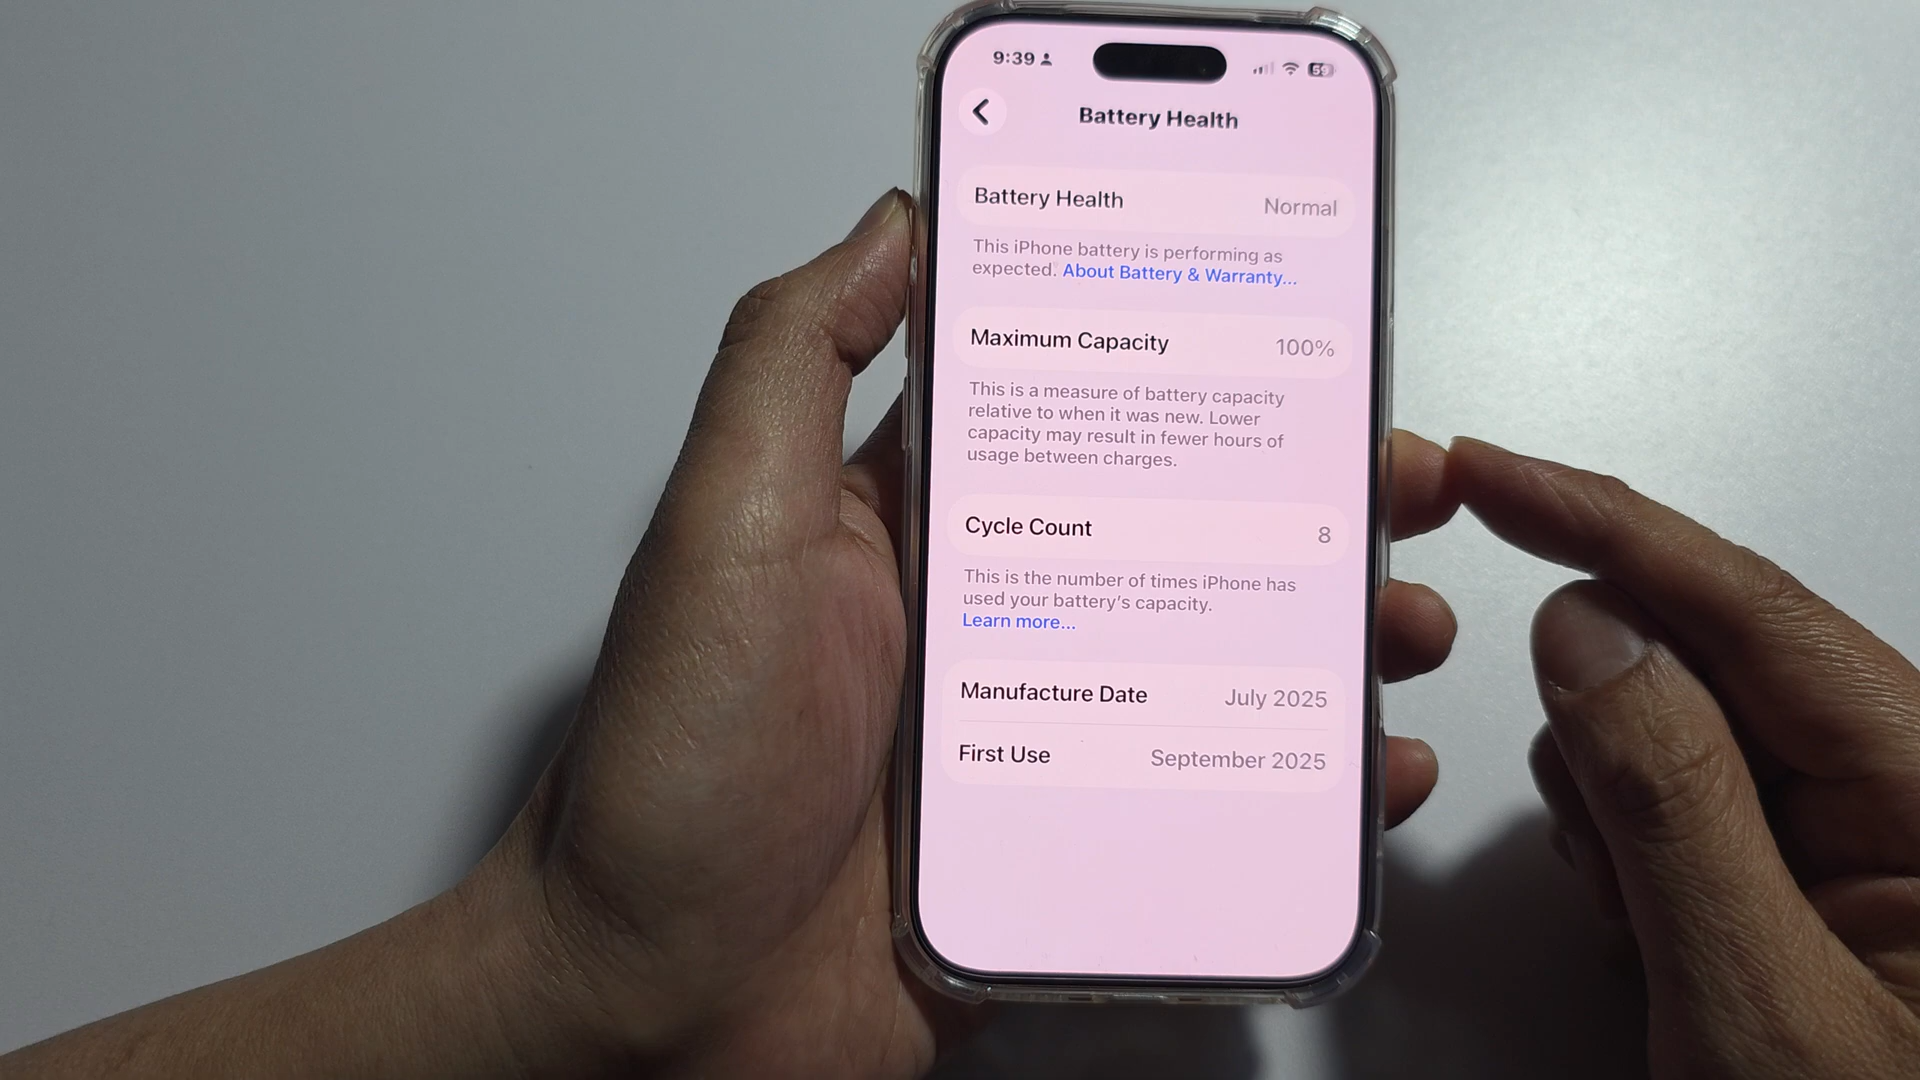 9:39
59
Battery Health
Battery Health Normal
This iPhone battery is performing as
expected. About Battery & Warranty...
Maximum Capacity 100%
This is a measure of battery capacity
relative to when it was new. Lower
capacity may result in fewer hours of
usage between charges.
Cycle Count 8
This is the number of times iPhone has
used your battery's capacity.
Learn more...
Manufacture Date July 2025
First Use September 2025